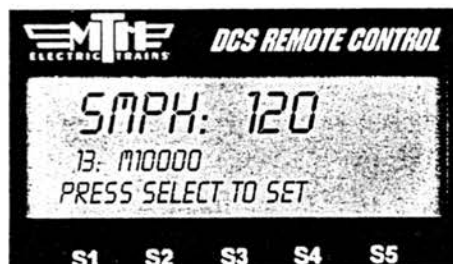 MTH DCS REMOTE CONTROL
ELECTRIC TRAINS®
SMPH: 120
13: M10000
PRESS SELECT TO SET
S1 S2 S3 S4 S5